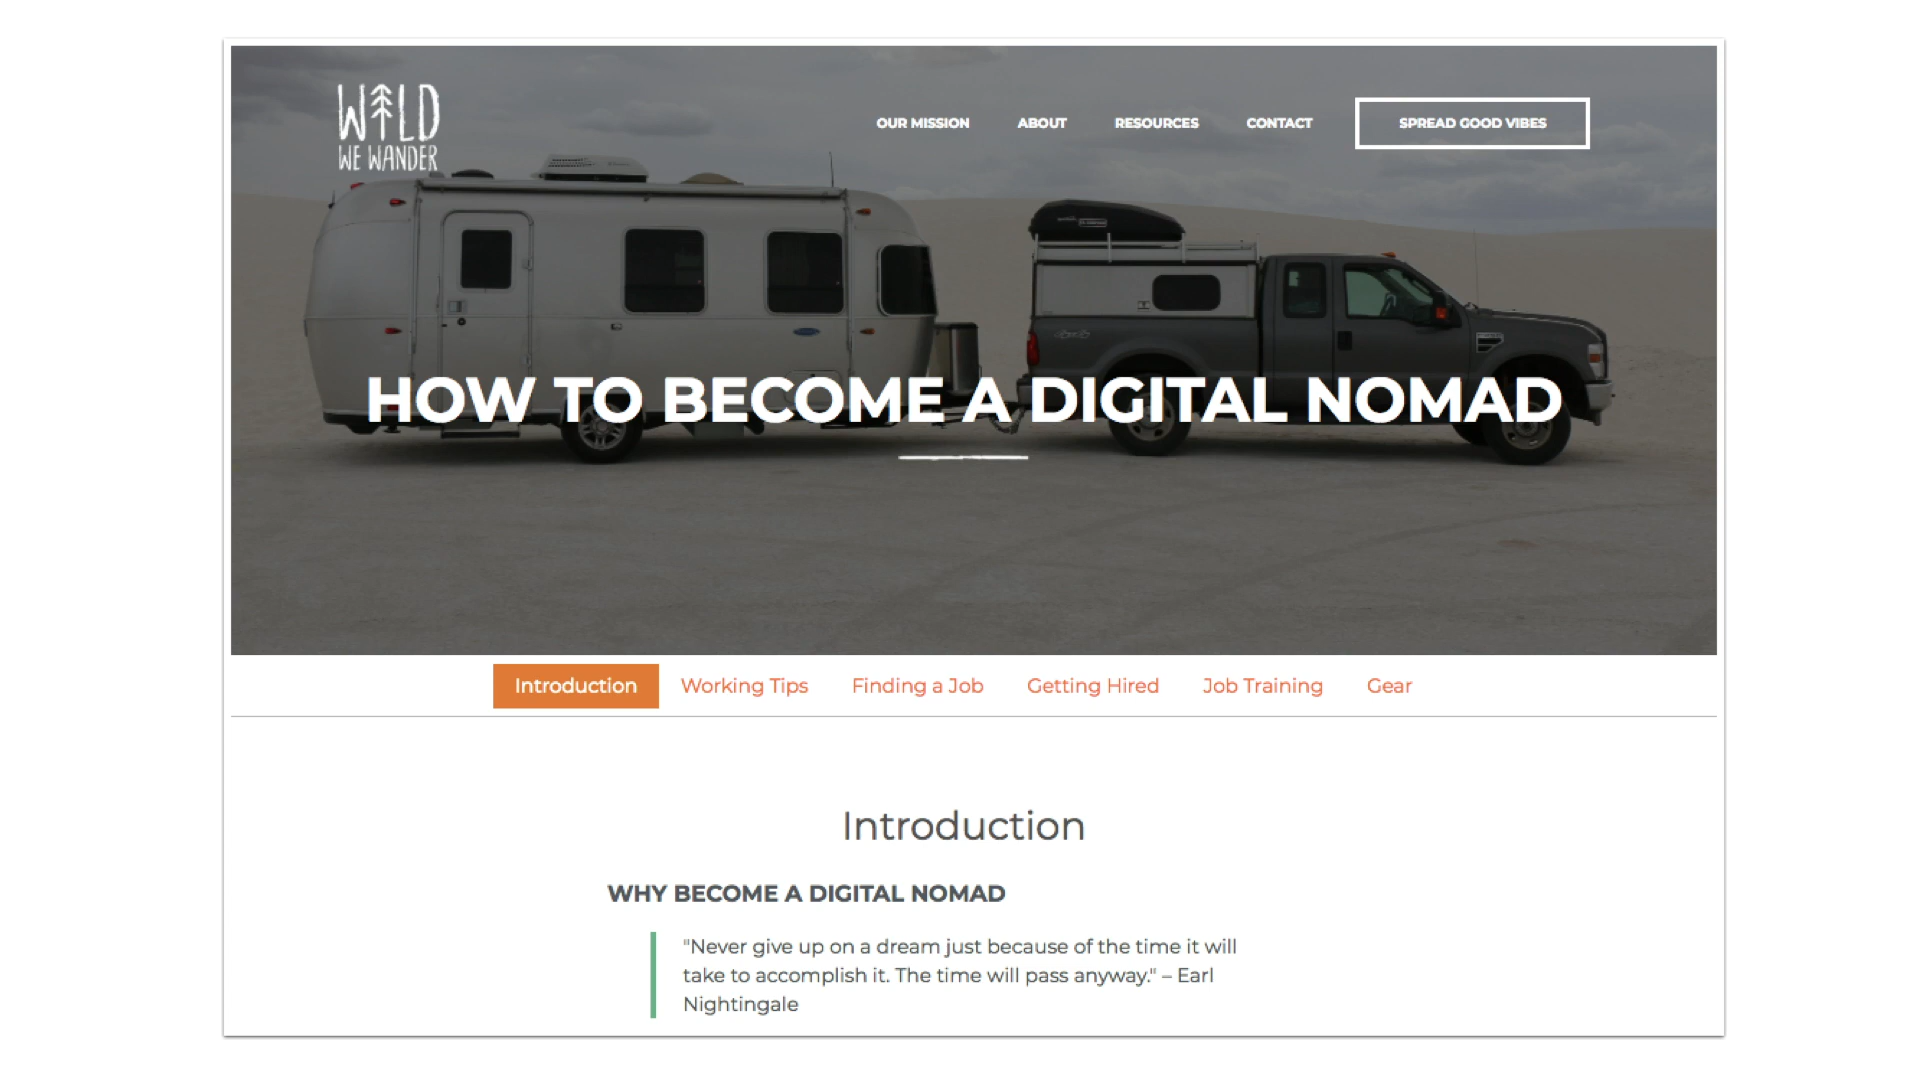 WILD
WE WANDER
OUR MISSION ABOUT RESOURCES CONTACT SPREAD GOOD VIBES
HOW TO BECOME A DIGITAL NOMAD
Introduction Working Tips Finding a Job Getting Hired Job Training Gear
Introduction
WHY BECOME A DIGITAL NOMAD
"Never give up on a dream just because of the time it will
take to accomplish it. The time will pass anyway." – Earl
Nightingale